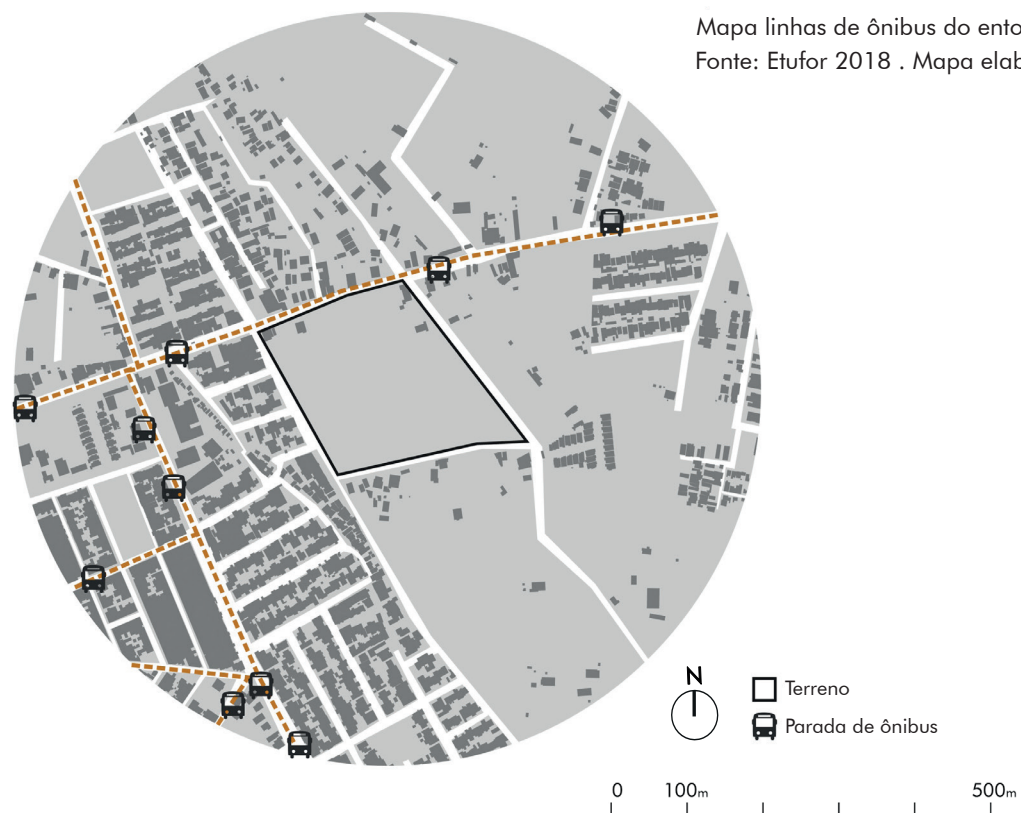 Mapa linhas de ônibus do ento
Fonte: Etufor 2018 . Mapa elab
N
Terreno
Parada de ônibus
0 100m 500m